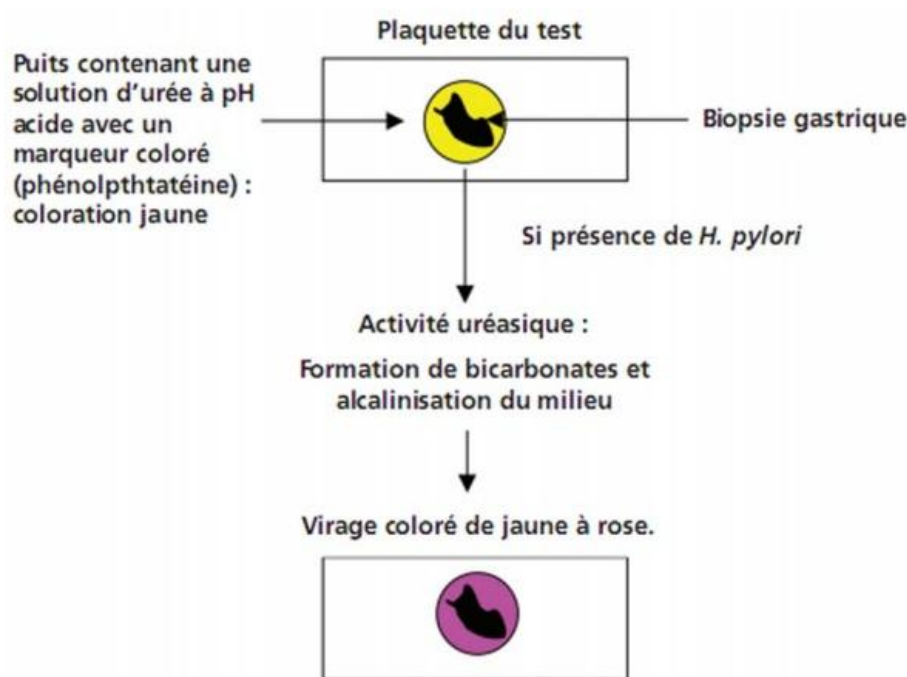 Plaquette du test
Puits contenant une
solution d'urée à pH
acide avec un
marqueur coloré
(phénolpthtatéine) :
coloration jaune
Biopsie gastrique
Si présence de H. pylori
Activité uréasique :
Formation de bicarbonates et
alcalinisation du milieu
Virage coloré de jaune à rose.